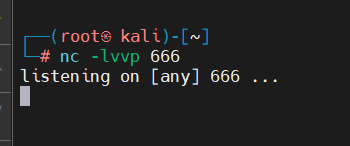 ┌──(root㉿ kali)-[~]
└─# nc -lvvp 666
listening on [any] 666 ...